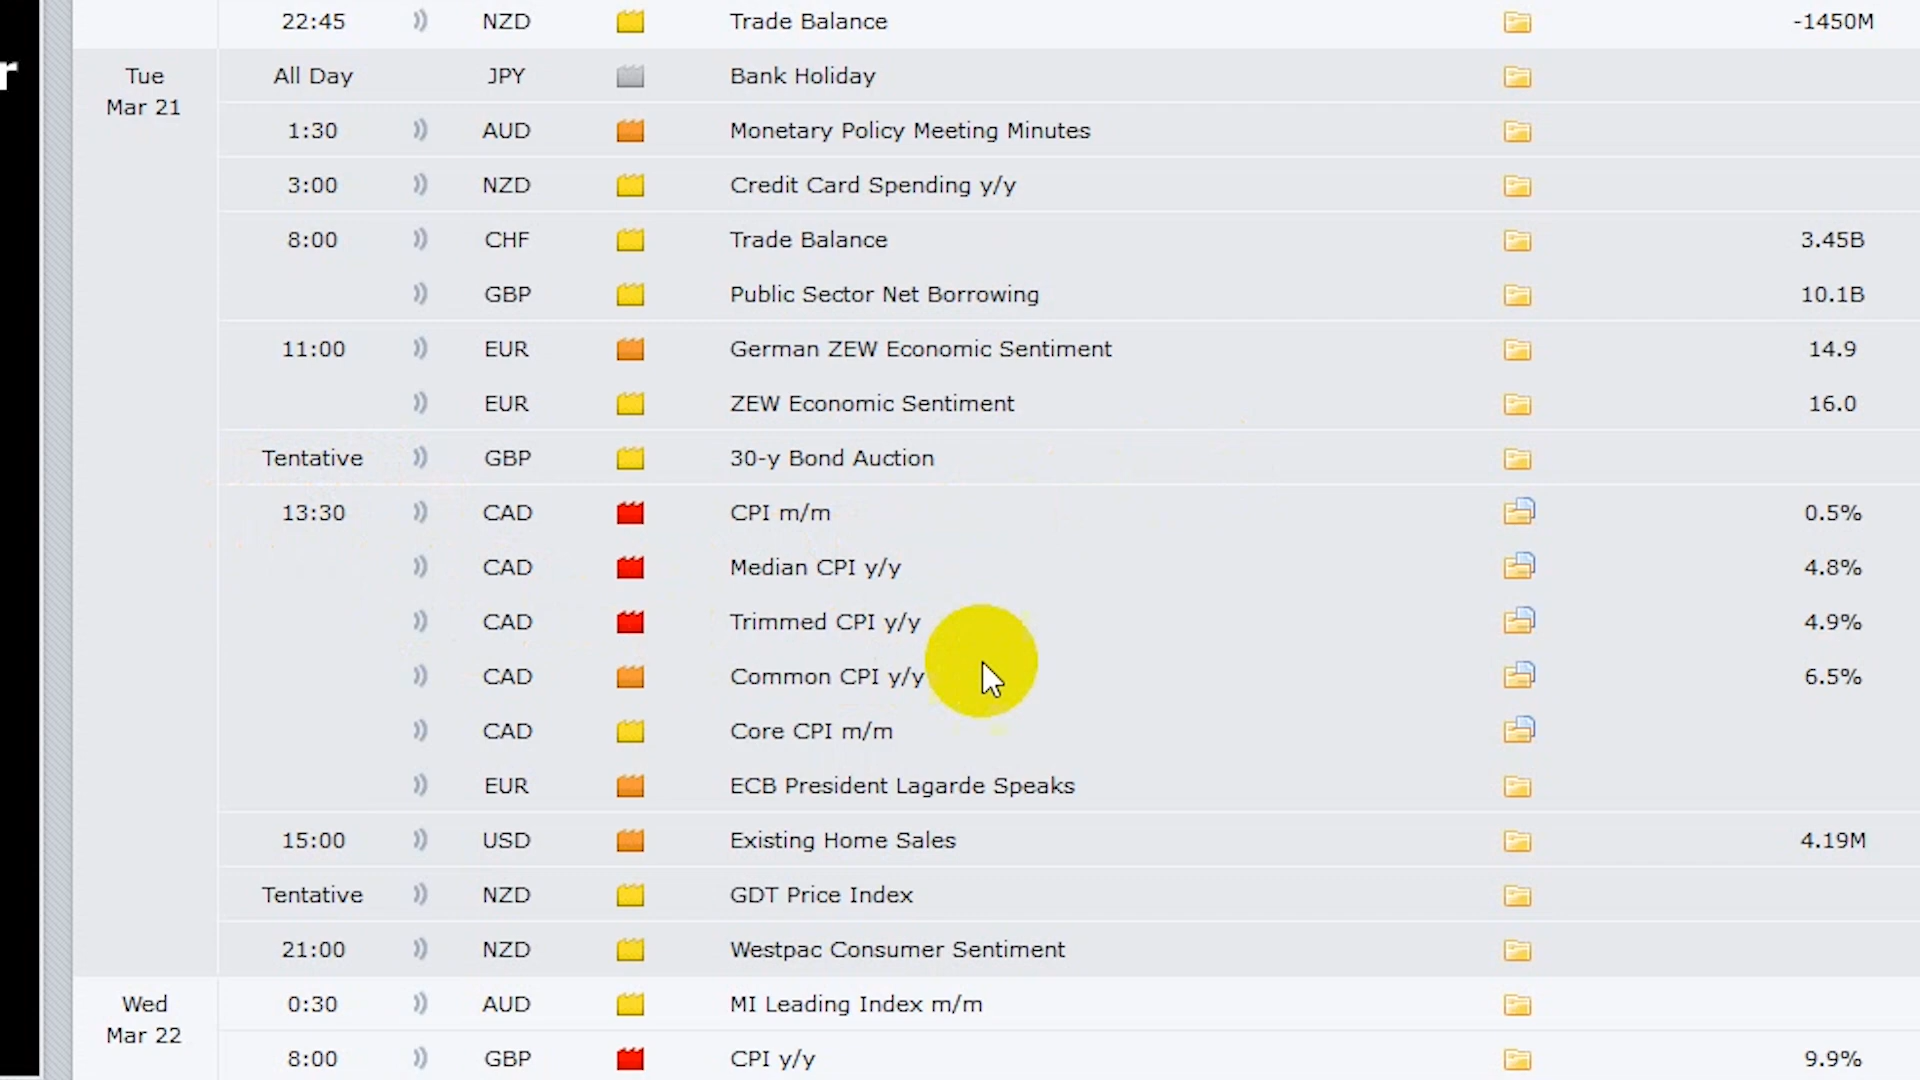 r
22:45 NZD Trade Balance -1450M
Tue All Day JPY Bank Holiday
Mar 21
1:30 AUD Monetary Policy Meeting Minutes
3:00 NZD Credit Card Spending y/y
8:00 CHF Trade Balance 3.45B
GBP Public Sector Net Borrowing 10.1B
11:00 EUR German ZEW Economic Sentiment 14.9
EUR ZEW Economic Sentiment 16.0
Tentative GBP 30-y Bond Auction
13:30 CAD CPI m/m 0.5%
CAD Median CPI y/y 4.8%
CAD Trimmed CPI y/y 4.9%
CAD Common CPI y/y 6.5%
CAD Core CPI m/m
EUR ECB President Lagarde Speaks
15:00 USD Existing Home Sales 4.19M
Tentative NZD GDT Price Index
21:00 NZD Westpac Consumer Sentiment
Wed 0:30 AUD MI Leading Index m/m
Mar 22
8:00 GBP CPI y/y 9.9%